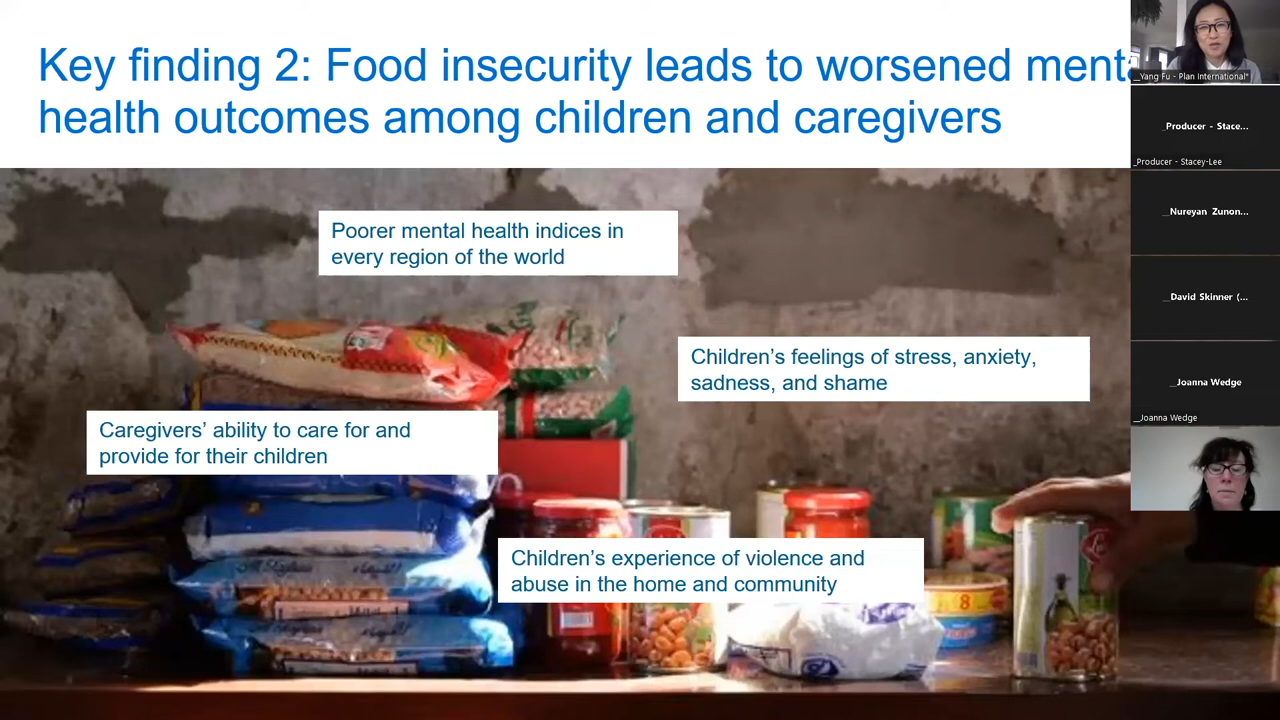 Key finding 2: Food insecurity leads to worsened menta
health outcomes among children and caregivers
_Yang Fu - Plan International*
_Producer - Stace...
_Producer - Stacey-Lee
_Nureyan Zunon...
_David Skinner (...
_Joanna Wedge
_Joanna Wedge
Poorer mental health indices in
every region of the world
Children's feelings of stress, anxiety,
sadness, and shame
Caregivers' ability to care for and
provide for their children
Children's experience of violence and
abuse in the home and community
8